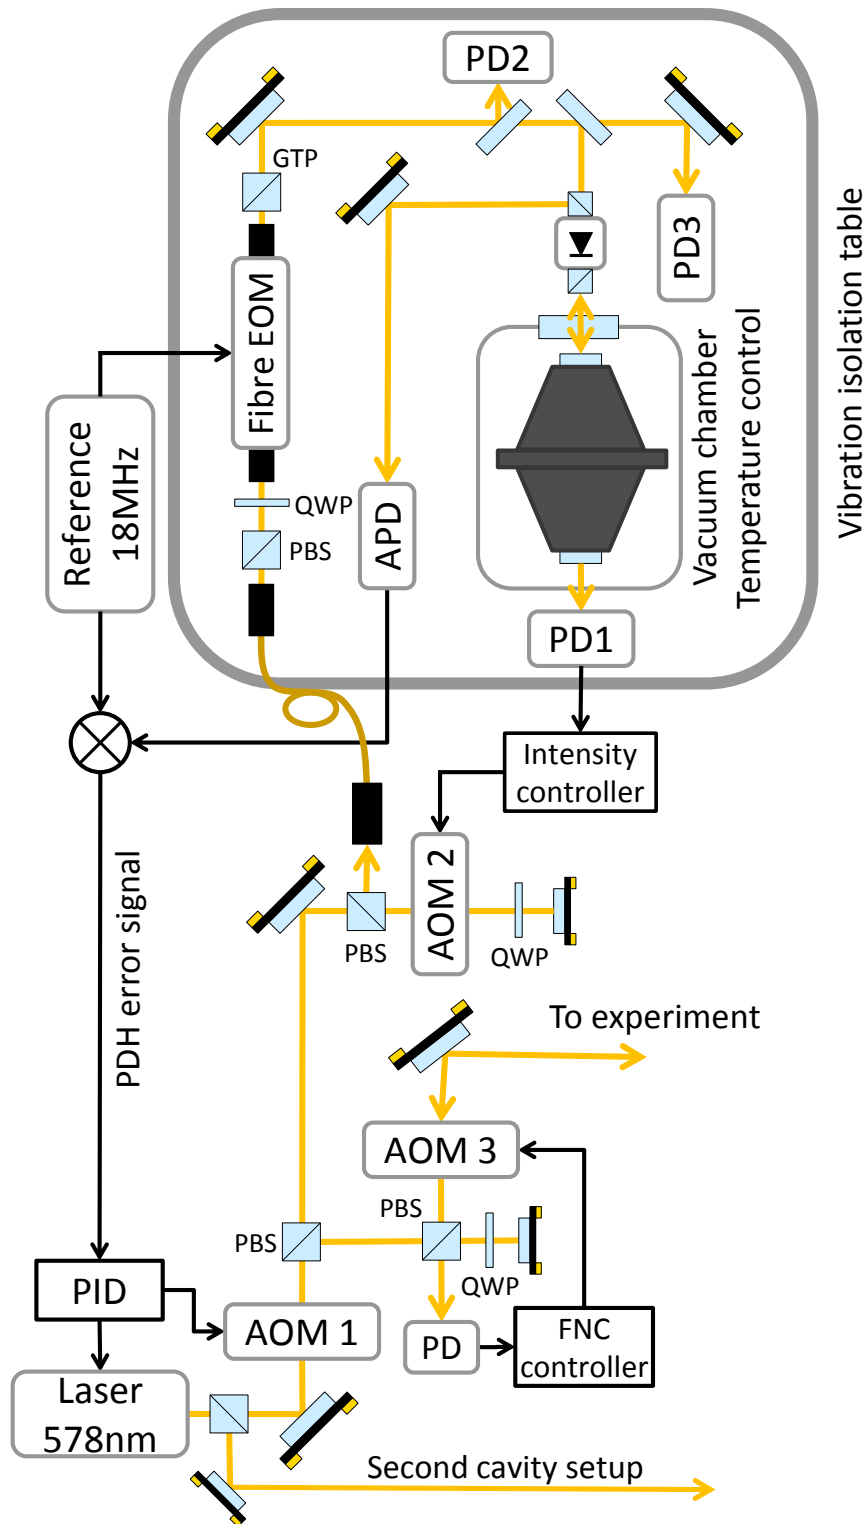 PD2
GTP
PD3
Vibration isolation table
Fibre EOM
Vacuum chamber
Temperature control
Reference
18MHz
QWP
APD
PBS
PD1
Intensity
controller
AOM 2
PDH error signal
PBS
QWP
To experiment
AOM 3
PBS
PBS
QWP
PID
AOM 1
PD
FNC
controller
Laser
578nm
Second cavity setup